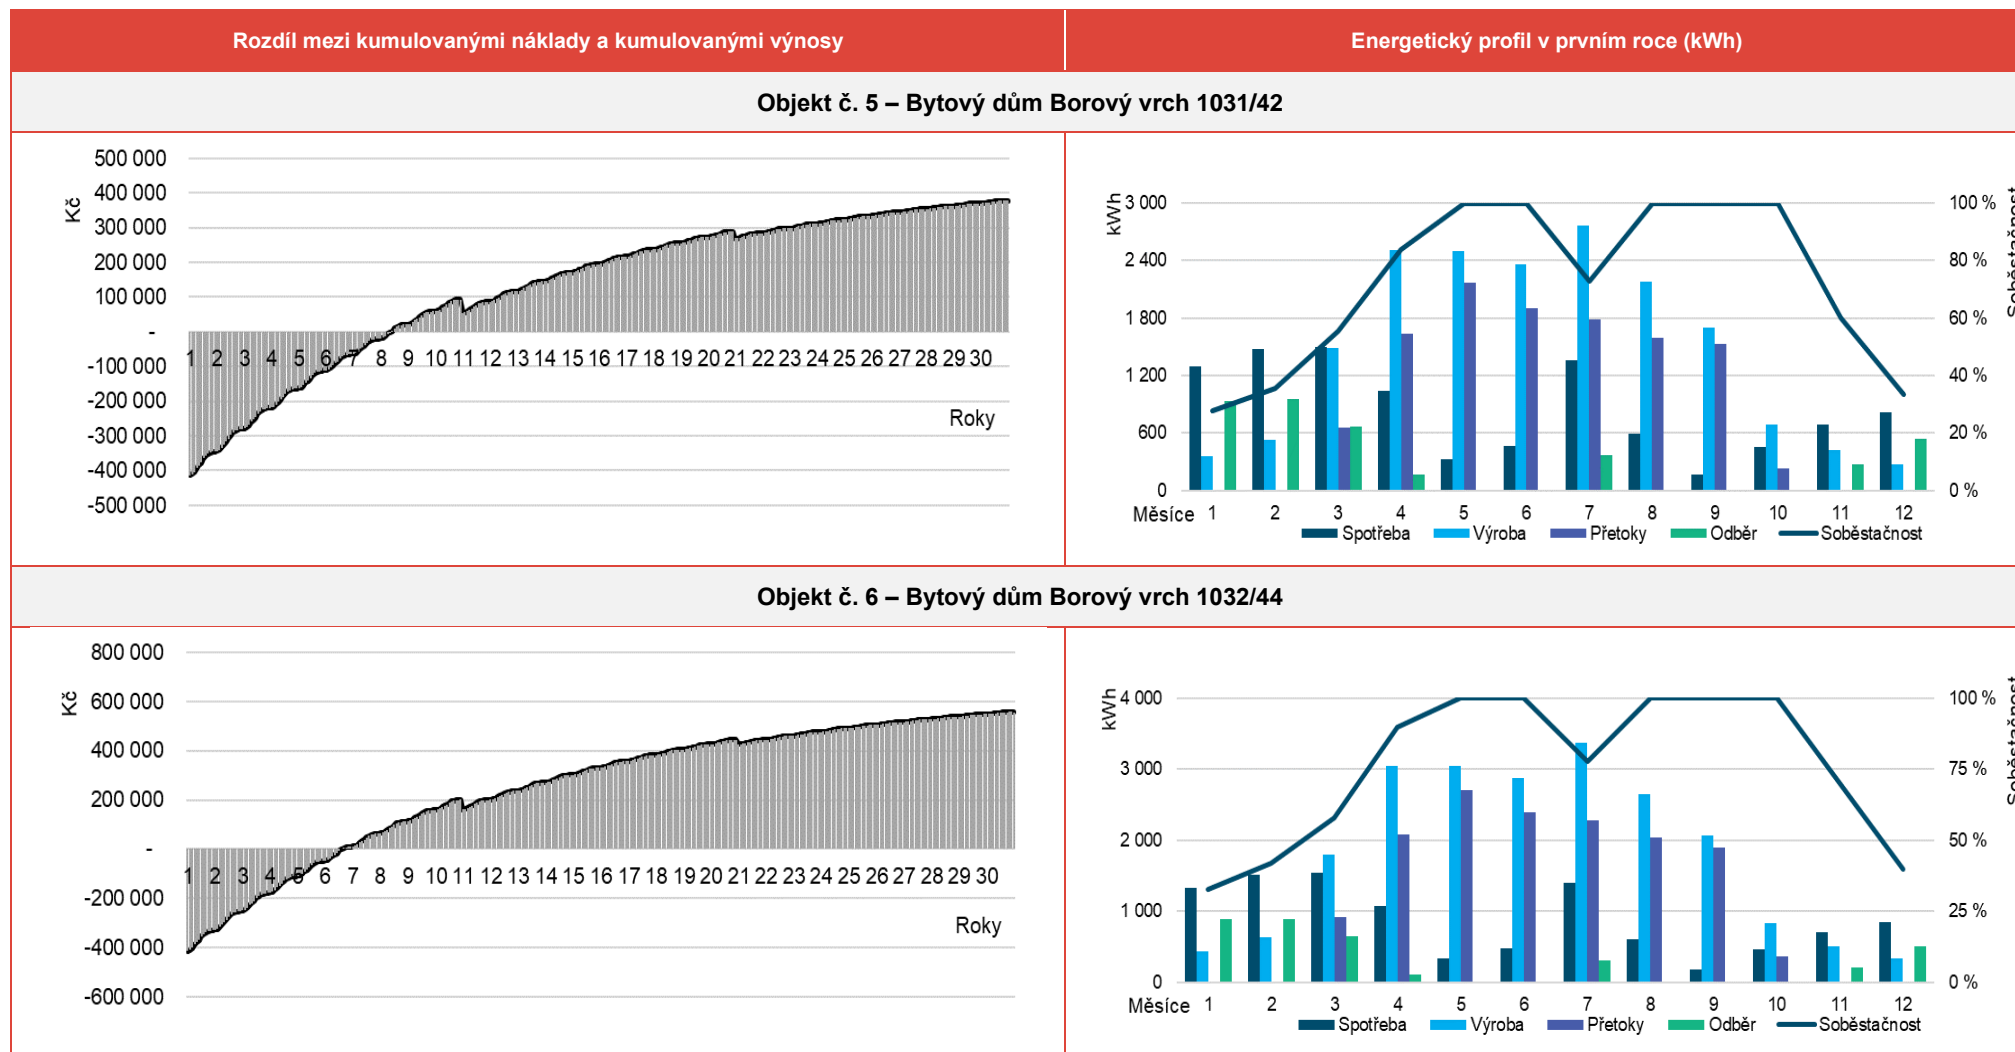 Rozdíl mezi kumulovanými náklady a kumulovanými výnosy
Energetický profil v prvním roce (kWh)
Objekt č. 5 – Bytový dům Borový vrch 1031/42
Kč
500 000
400 000
300 000
200 000
100 000
-
-100 000
-200 000
-300 000
-400 000
-500 000
1 2 3 4 5 6 7 8 9 10 11 12 13 14 15 16 17 18 19 20 21 22 23 24 25 26 27 28 29 30
Roky
kWh
3 000
2 400
1 800
1 200
600
0
100 %
80 %
60 %
40 %
20 %
0 %
Soběstačnost
Měsíce 1 2 3 4 5 6 7 8 9 10 11 12
Spotřeba Výroba Přetoky Odběr Soběstačnost
Objekt č. 6 – Bytový dům Borový vrch 1032/44
Kč
800 000
600 000
400 000
200 000
-
-200 000
-400 000
-600 000
1 2 3 4 5 6 7 8 9 10 11 12 13 14 15 16 17 18 19 20 21 22 23 24 25 26 27 28 29 30
Roky
kWh
4 000
3 000
2 000
1 000
0
100 %
75 %
50 %
25 %
0 %
Soběstačnost
Měsíce 1 2 3 4 5 6 7 8 9 10 11 12
Spotřeba Výroba Přetoky Odběr Soběstačnost